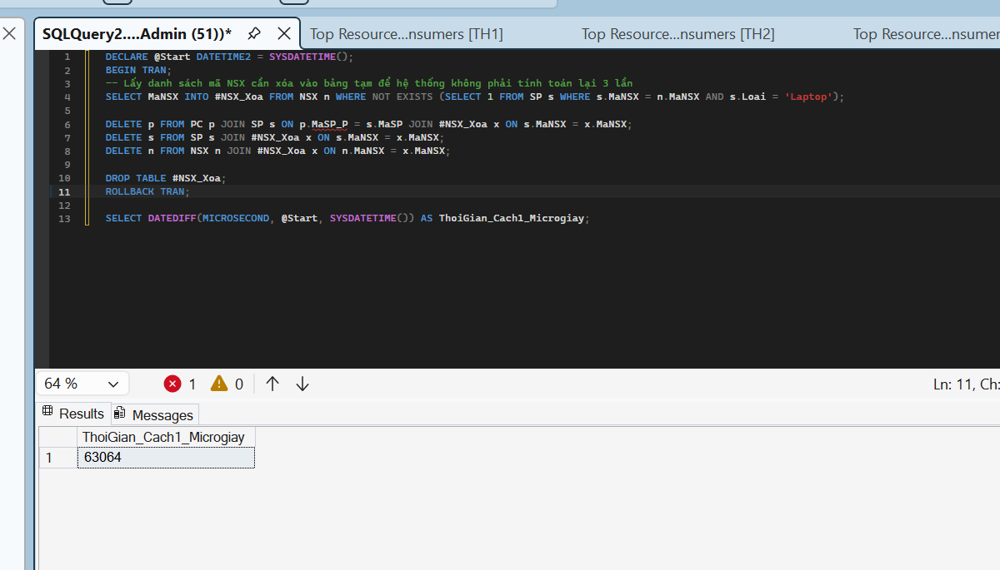 SQLQuery2....Admin (51))*
Top Resource...nsumers [TH1]
Top Resource...nsumers [TH2]
Top Resource...nsumer
1 DECLARE @Start DATETIME2 = SYSDATETIME();
2 BEGIN TRAN;
3 -- Lấy danh sách mã NSX cần xóa vào bảng tạm để hệ thống không phải tính toán lại 3 lần
4 SELECT MaNSX INTO #NSX_Xoa FROM NSX n WHERE NOT EXISTS (SELECT 1 FROM SP s WHERE s.MaNSX = n.MaNSX AND s.Loai = 'Laptop');
5
6 DELETE p FROM PC p JOIN SP s ON p.MaSP_P = s.MaSP JOIN #NSX_Xoa x ON s.MaNSX = x.MaNSX;
7 DELETE s FROM SP s JOIN #NSX_Xoa x ON s.MaNSX = x.MaNSX;
8 DELETE n FROM NSX n JOIN #NSX_Xoa x ON n.MaNSX = x.MaNSX;
9
10 DROP TABLE #NSX_Xoa;
11 ROLLBACK TRAN;
12
13 SELECT DATEDIFF(MICROSECOND, @Start, SYSDATETIME()) AS ThoiGian_Cach1_Microgiay;
64 % 1 0 Ln: 11, Ch:
Results Messages
ThoiGian_Cach1_Microgiay
1 63064